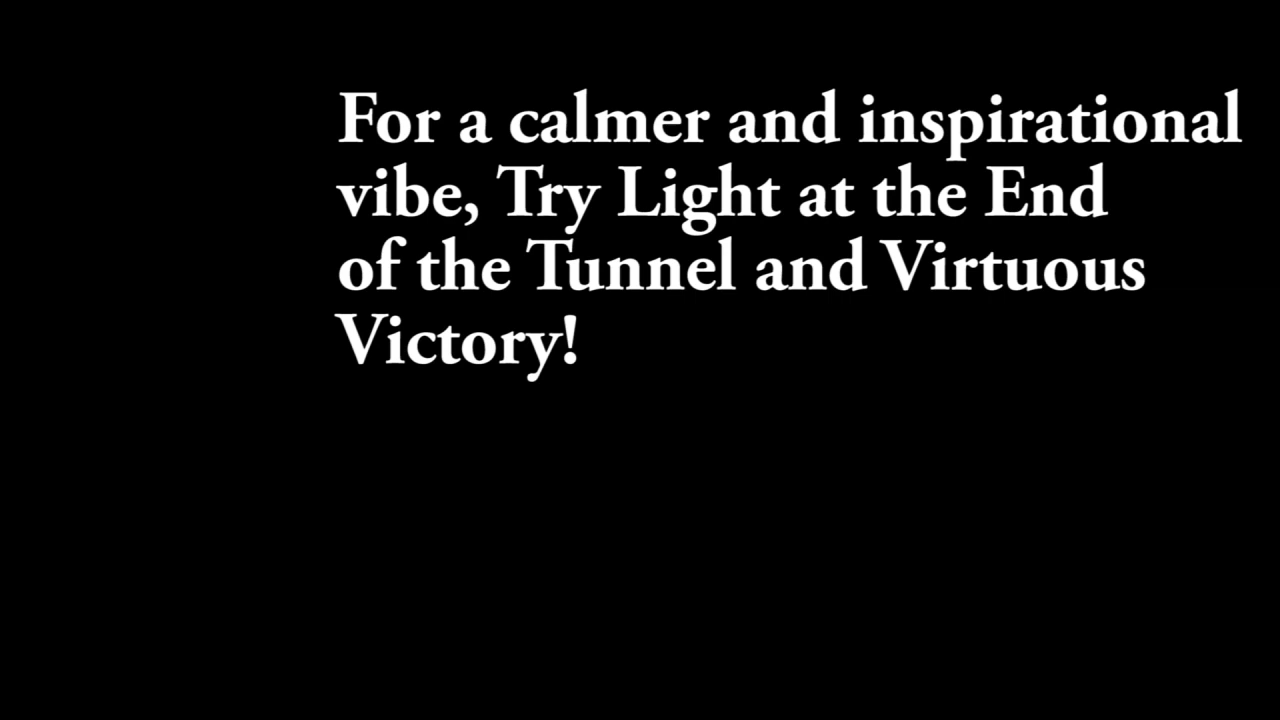 For a calmer and inspirational
vibe, Try Light at the End
of the Tunnel and Virtuous
Victory!